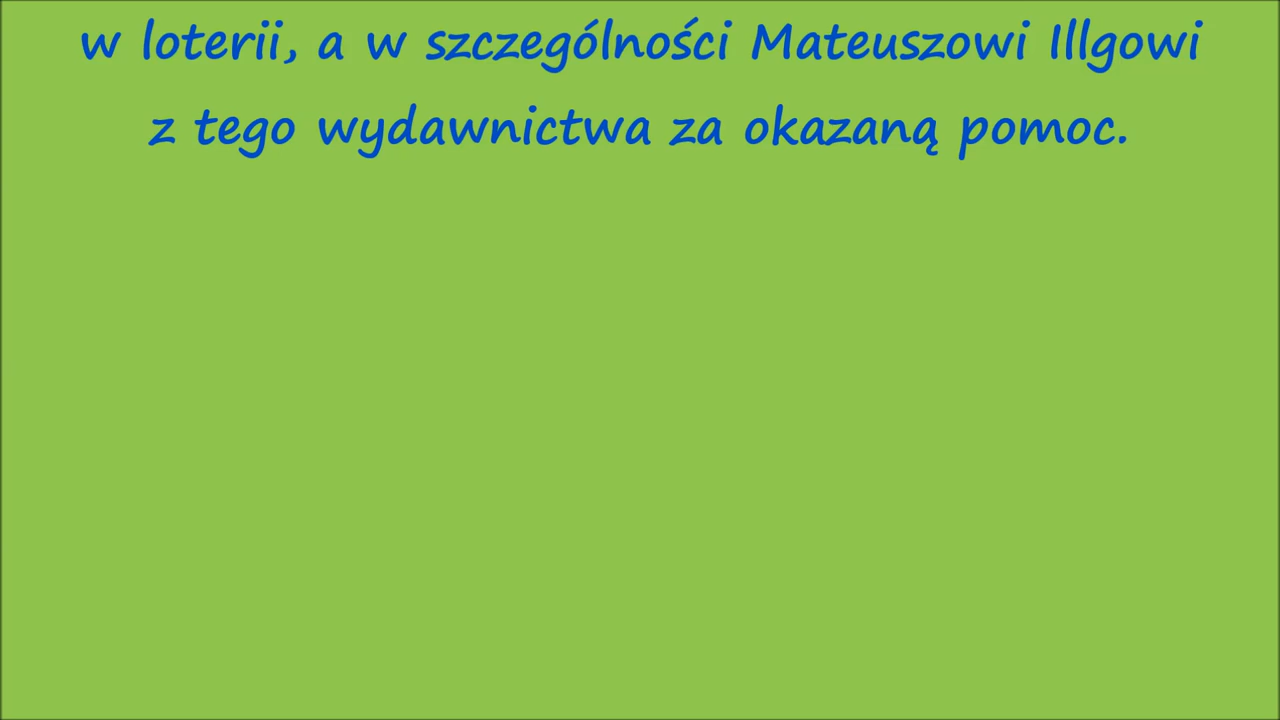 w loterii, a w szczególności Mateuszowi Illgowi
z tego wydawnictwa za okazaną pomoc.